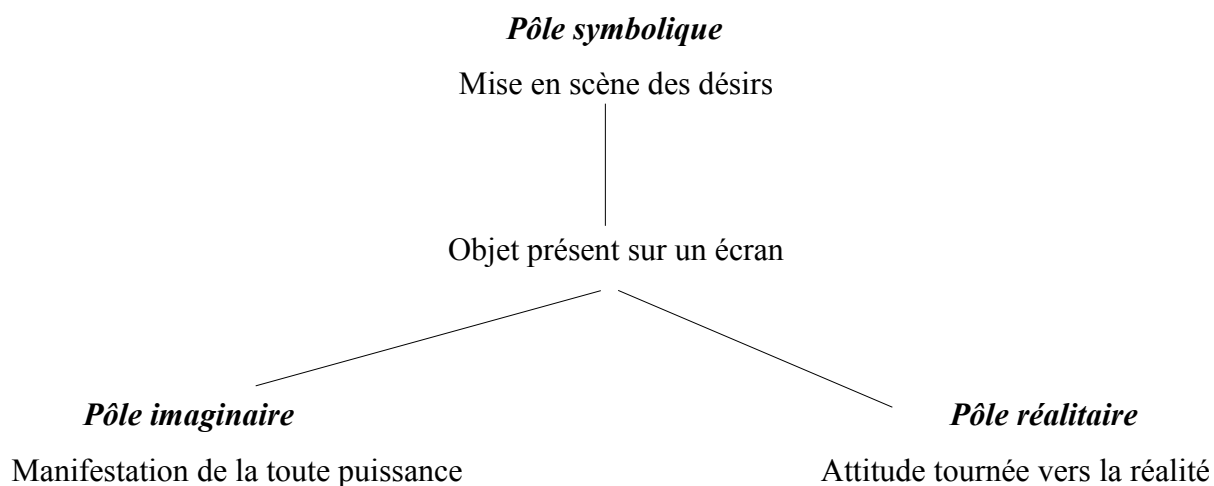 Pôle symbolique
Mise en scène des désirs
Objet présent sur un écran
Pôle imaginaire
Manifestation de la toute puissance
Pôle réalitaire
Attitude tournée vers la réalité